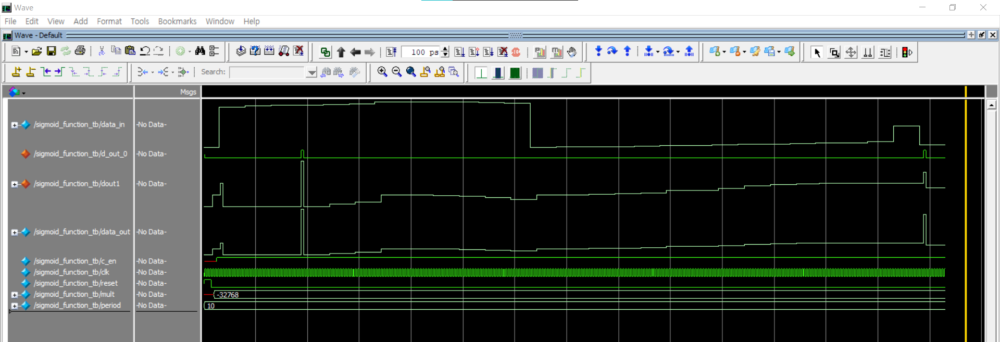 Wave
File Edit View Add Format Tools Bookmarks Window Help
Wave - Default
100 ps
Search:
Msgs
/sigmoid_function_tb/data_in -No Data-
/sigmoid_function_tb/d_out_0 -No Data-
/sigmoid_function_tb/dout1 -No Data-
/sigmoid_function_tb/data_out -No Data-
/sigmoid_function_tb/c_en -No Data-
/sigmoid_function_tb/clk -No Data-
/sigmoid_function_tb/reset -No Data-
/sigmoid_function_tb/mult -No Data- -32768
/sigmoid_function_tb/period -No Data- 10